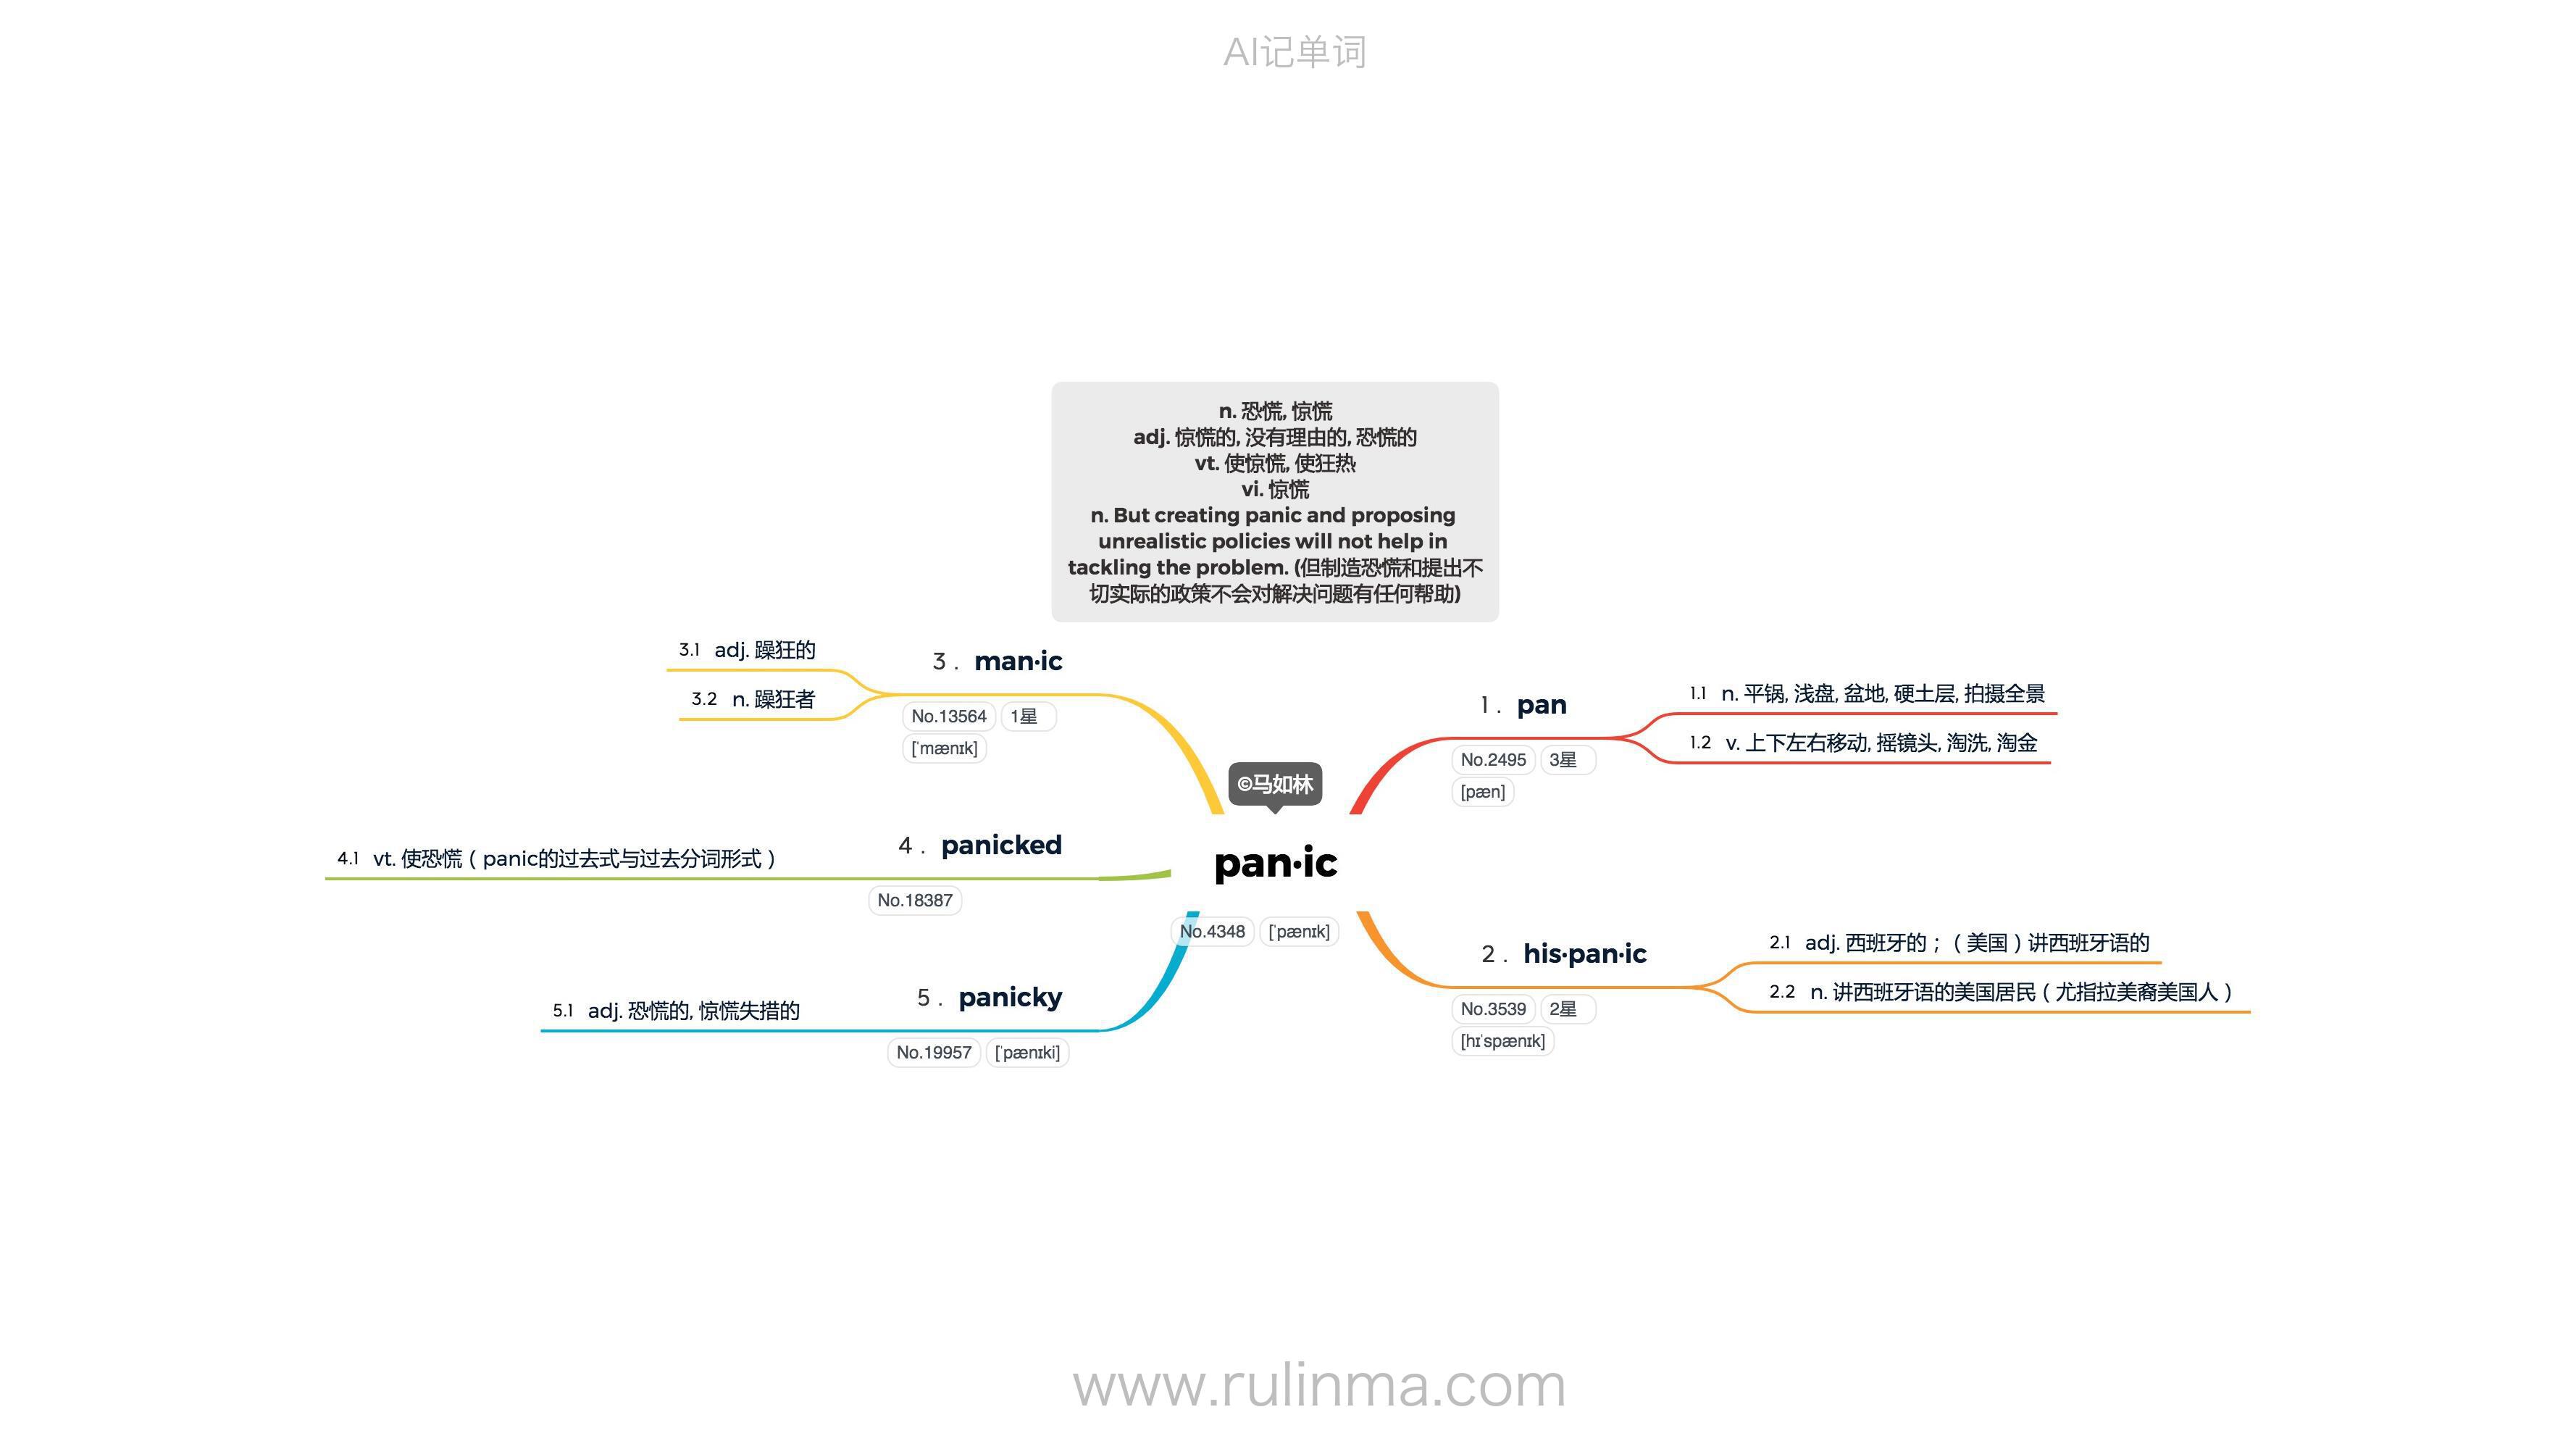 AI记单词
n. 恐慌, 惊慌
adj. 惊慌的, 没有理由的, 恐慌的
vt. 使惊慌, 使狂热
vi. 惊慌
n. But creating panic and proposing
unrealistic policies will not help in
tackling the problem. (但制造恐慌和提出不
切实际的政策不会对解决问题有任何帮助)
©马如林
pan·ic
No.4348 [ˈpænɪk]
1. pan
No.2495 3星
[pæn]
1.1 n. 平锅, 浅盘, 盆地, 硬土层, 拍摄全景
1.2 v. 上下左右移动, 摇镜头, 淘洗, 淘金
2. his·pan·ic
No.3539 2星
[hɪˈspænɪk]
2.1 adj. 西班牙的；（美国）讲西班牙语的
2.2 n. 讲西班牙语的美国居民（尤指拉美裔美国人）
3. man·ic
No.13564 1星
[ˈmænɪk]
3.1 adj. 躁狂的
3.2 n. 躁狂者
4. panicked
No.18387
4.1 vt. 使恐慌（panic的过去式与过去分词形式）
5. panicky
No.19957 [ˈpænɪki]
5.1 adj. 恐慌的, 惊慌失措的
www.rulinma.com